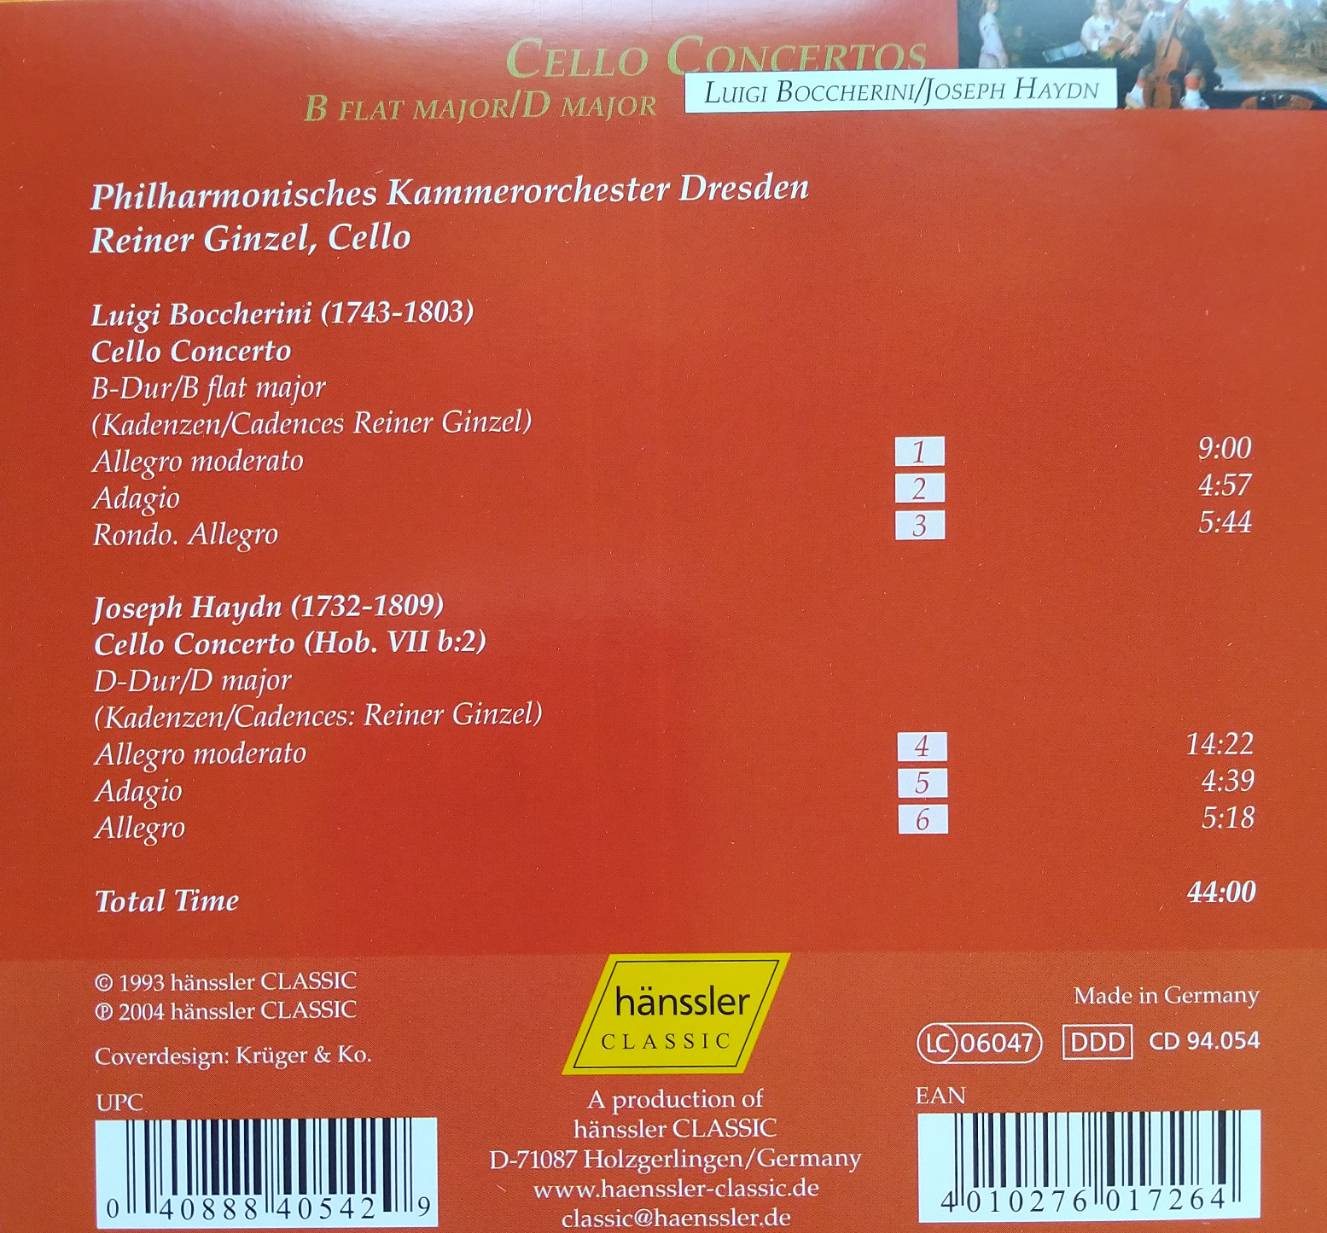 CELLO CONCERTOS
B FLAT MAJOR/D MAJOR
LUIGI BOCCHERINI/JOSEPH HAYDN
Philharmonisches Kammerorchester Dresden
Reiner Ginzel, Cello
Luigi Boccherini (1743-1803)
Cello Concerto
B-Dur/B flat major
(Kadenzen/Cadences Reiner Ginzel)
Allegro moderato 1 9:00
Adagio 2 4:57
Rondo. Allegro 3 5:44
Joseph Haydn (1732-1809)
Cello Concerto (Hob. VII b:2)
D-Dur/D major
(Kadenzen/Cadences: Reiner Ginzel)
Allegro moderato 4 14:22
Adagio 5 4:39
Allegro 6 5:18
Total Time 44:00
© 1993 hänssler CLASSIC
℗ 2004 hänssler CLASSIC
Coverdesign: Krüger & Ko.
UPC
0 40888 40542 9
hänssler
CLASSIC
A production of
hänssler CLASSIC
D-71087 Holzgerlingen/Germany
www.haenssler-classic.de
classic@haenssler.de
Made in Germany
LC 06047 DDD CD 94.054
EAN
4 010276 017264